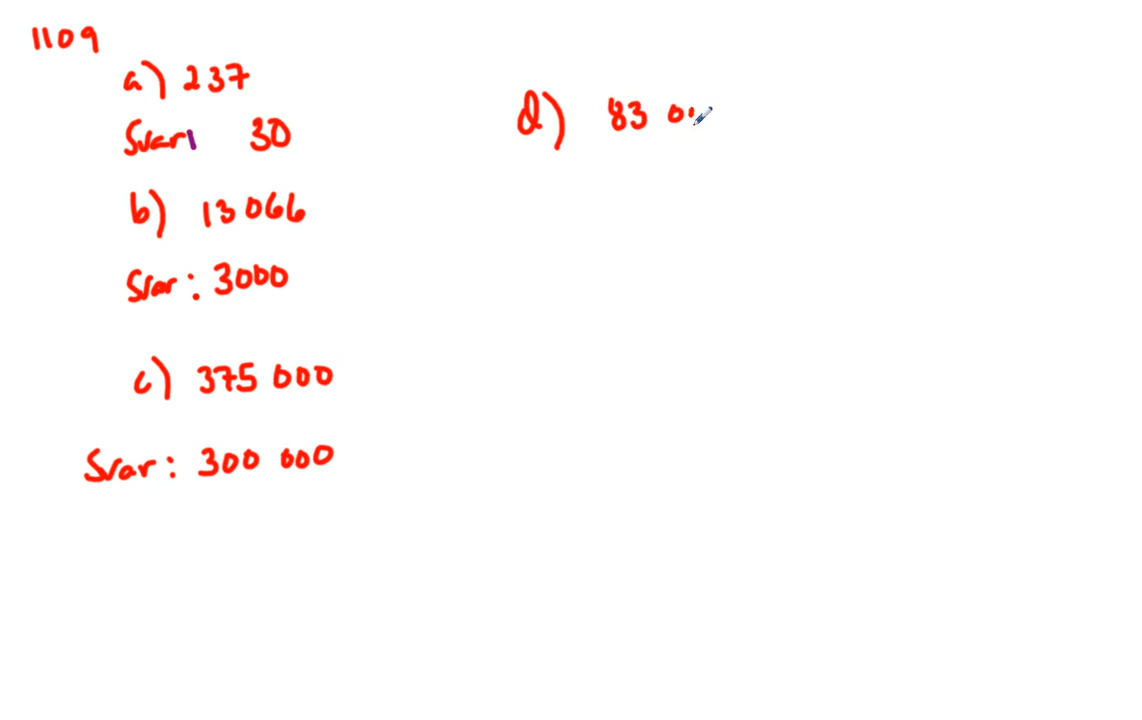 1109
a) 237
Svar 30
b) 13 066
Svar: 3000
c) 375 000
Svar: 300 000
d) 83 0